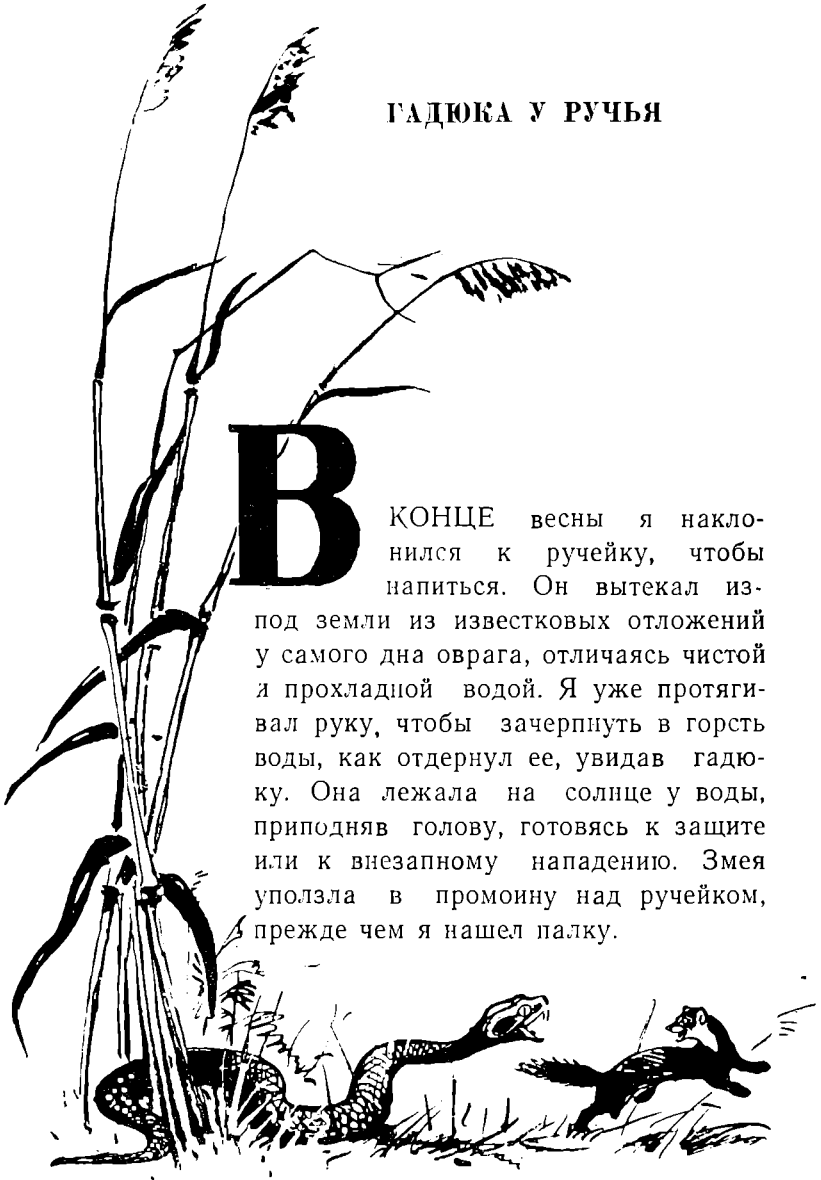 ГАДЮКА У РУЧЬЯ
В КОНЦЕ весны я накло-
нился к ручейку, чтобы
напиться. Он вытекал из-
под земли из известковых отложений
у самого дна оврага, отличаясь чистой
и прохладной водой. Я уже протяги-
вал руку, чтобы зачерпнуть в горсть
воды, как отдернул ее, увидав гадю-
ку. Она лежала на солнце у воды,
приподняв голову, готовясь к защите
или к внезапному нападению. Змея
уползла в промоину над ручейком,
прежде чем я нашел палку.